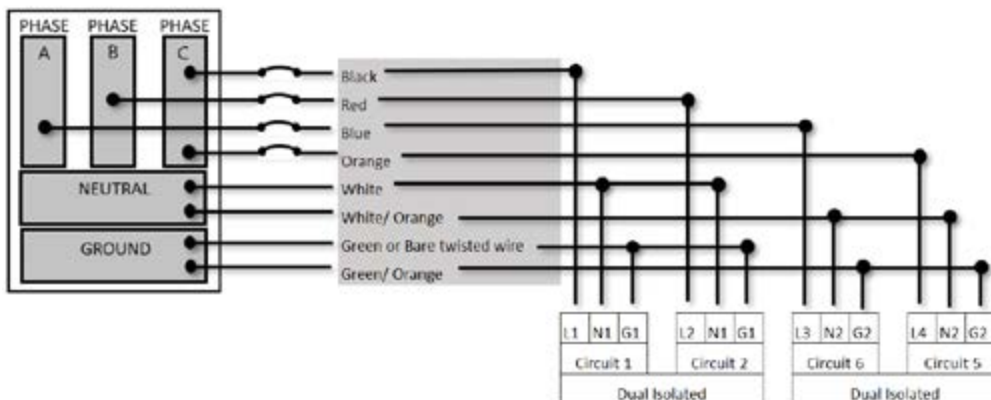 PHASE PHASE PHASE
A B C
Black
Red
Blue
Orange
NEUTRAL
White
White/ Orange
GROUND
Green or Bare twisted wire
Green/ Orange
L1 N1 G1 L2 N1 G1 L3 N2 G2 L4 N2 G2
Circuit 1 Circuit 2 Circuit 6 Circuit 5
Dual Isolated Dual Isolated